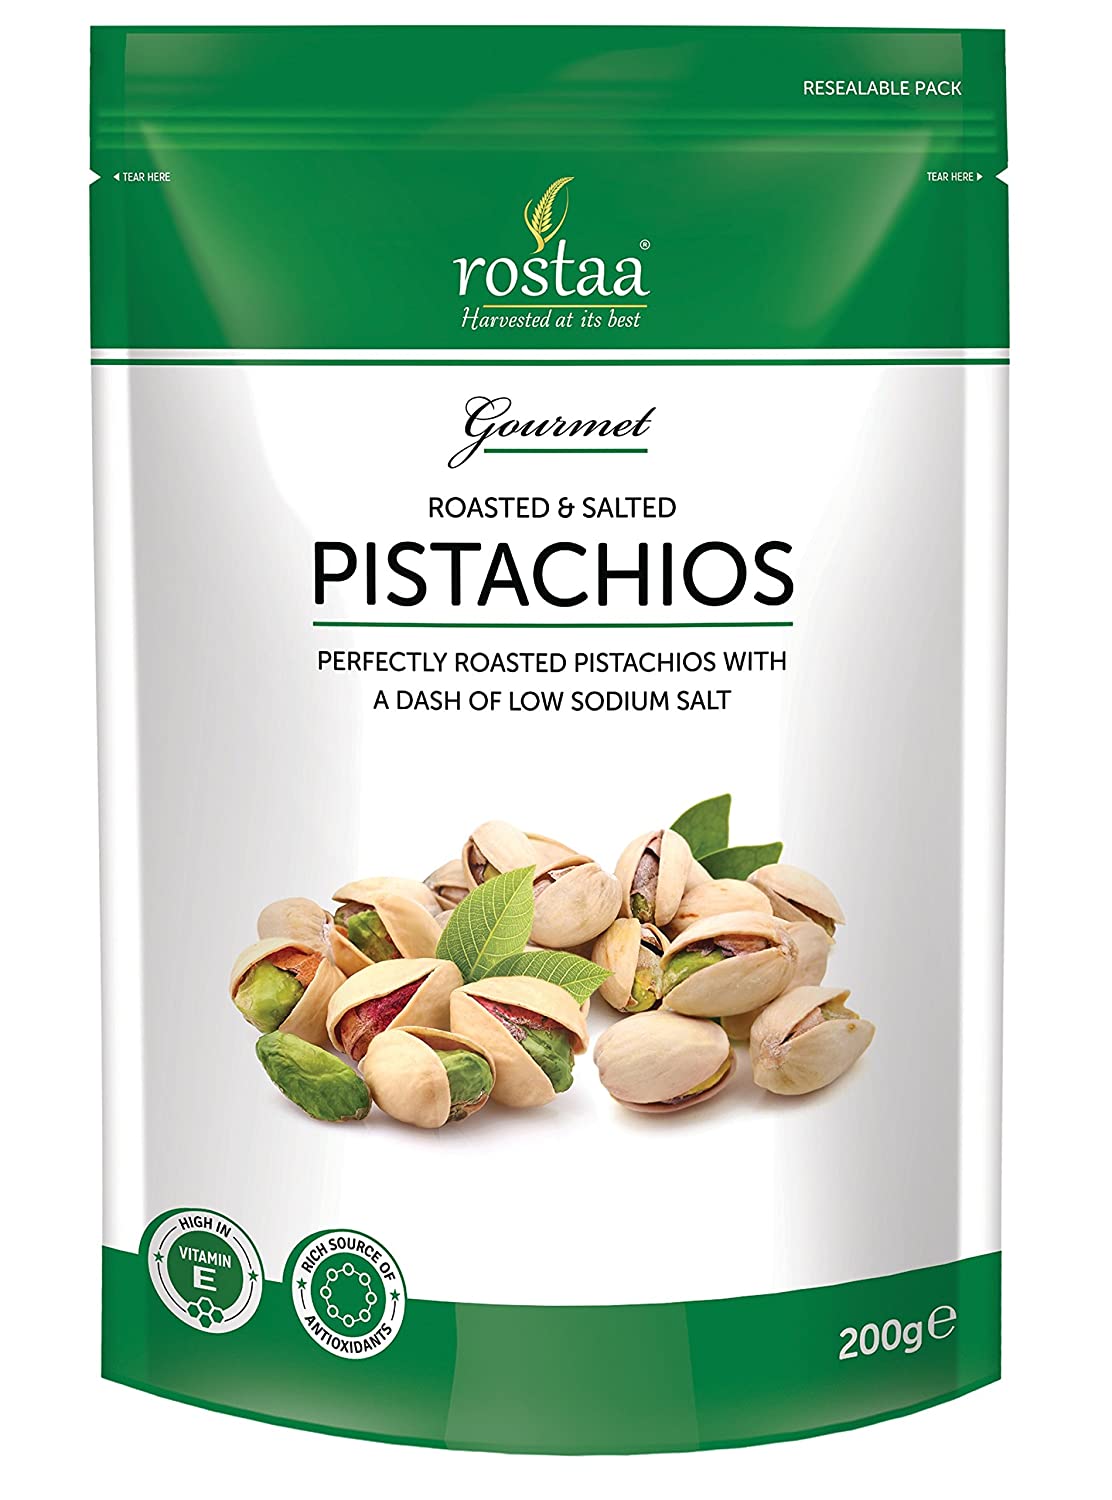 RESEALABLE PACK
TEAR HERE
TEAR HERE
rostaa®
Harvested at its best
Gourmet
ROASTED & SALTED
PISTACHIOS
PERFECTLY ROASTED PISTACHIOS WITH
A DASH OF LOW SODIUM SALT
HIGH IN
VITAMIN
E
RICH SOURCE OF
ANTIOXIDANTS
200g ℮